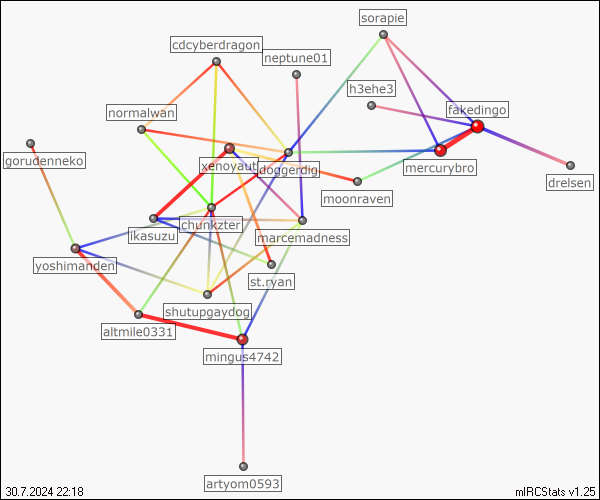 sorapie
cdcyberdragon
neptune01
h3ehe3
normalwan
fakedingo
gorudenneko
xenoyauti
doggerdig
mercurybro
drelsen
moonraven
ikasuzu
chunkzter
marcemadness
yoshimanden
st.ryan
shutupgaydog
altmile0331
mingus4742
artyom0593
30.7.2024 22:18
mIRCStats v1.25